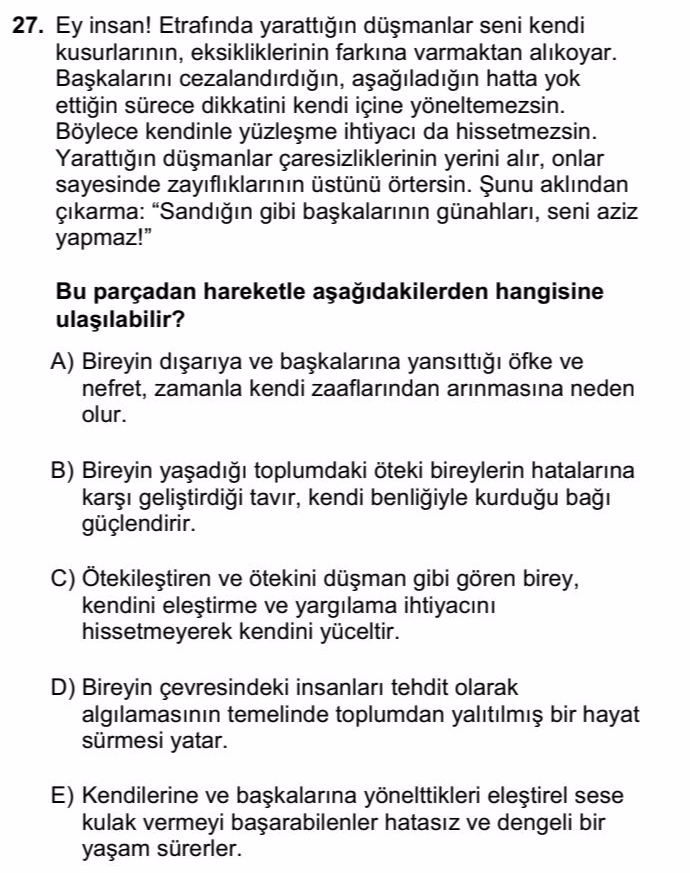 27. Ey insan! Etrafında yarattığın düşmanlar seni kendi
kusurlarının, eksikliklerinin farkına varmaktan alıkoyar.
Başkalarını cezalandırdığın, aşağıladığın hatta yok
ettiğin sürece dikkatini kendi içine yöneltemezsin.
Böylece kendinle yüzleşme ihtiyacı da hissetmezsin.
Yarattığın düşmanlar çaresizliklerinin yerini alır, onlar
sayesinde zayıflıklarının üstünü örtersin. Şunu aklından
çıkarma: “Sandığın gibi başkalarının günahları, seni aziz
yapmaz!”
Bu parçadan hareketle aşağıdakilerden hangisine
ulaşılabilir?
A) Bireyin dışarıya ve başkalarına yansıttığı öfke ve
nefret, zamanla kendi zaaflarından arınmasına neden
olur.
B) Bireyin yaşadığı toplumdaki öteki bireylerin hatalarına
karşı geliştirdiği tavır, kendi benliğiyle kurduğu bağı
güçlendirir.
C) Ötekileştiren ve ötekini düşman gibi gören birey,
kendini eleştirme ve yargılama ihtiyacını
hissetmeyerek kendini yüceltir.
D) Bireyin çevresindeki insanları tehdit olarak
algılamasının temelinde toplumdan yalıtılmış bir hayat
sürmesi yatar.
E) Kendilerine ve başkalarına yönelttikleri eleştirel sese
kulak vermeyi başarabilenler hatasız ve dengeli bir
yaşam sürerler.